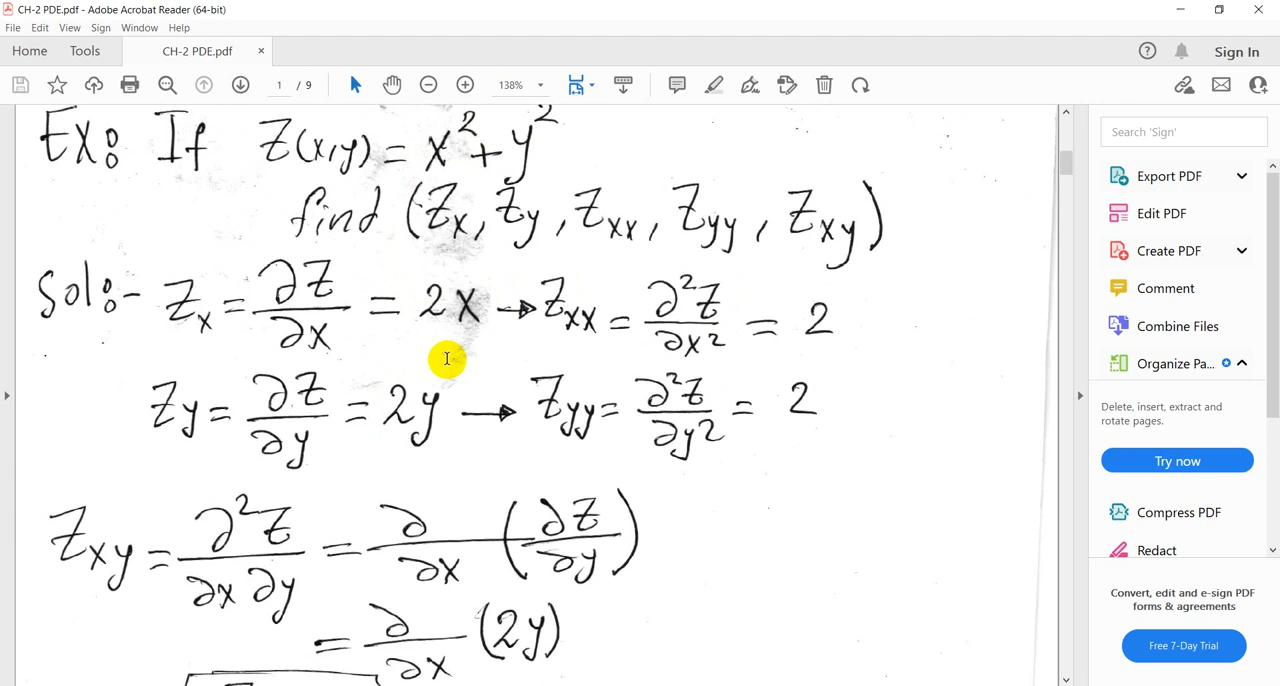 CH-2 PDE.pdf - Adobe Acrobat Reader (64-bit)
File Edit View Sign Window Help
Home Tools CH-2 PDE.pdf × Sign In
1 / 9 138%
Ex: If Z(x,y) = x² + y²
find (Zx, Zy, Zxx, Zyy, Zxy)
Sol:- Zx = ∂Z/∂x = 2x → Zxx = ∂²Z/∂x² = 2
Zy = ∂Z/∂y = 2y → Zyy = ∂²Z/∂y² = 2
Zxy = ∂²Z/∂x∂y = ∂/∂x (∂Z/∂y)
= ∂/∂x (2y)
Search 'Sign'
Export PDF
Edit PDF
Create PDF
Comment
Combine Files
Organize Pa...
Delete, insert, extract and
rotate pages.
Try now
Compress PDF
Redact
Convert, edit and e-sign PDF
forms & agreements
Free 7-Day Trial